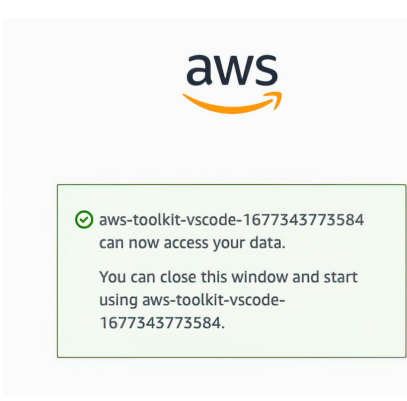 aws
aws-toolkit-vscode-1677343773584
can now access your data.
You can close this window and start
using aws-toolkit-vscode-
1677343773584.